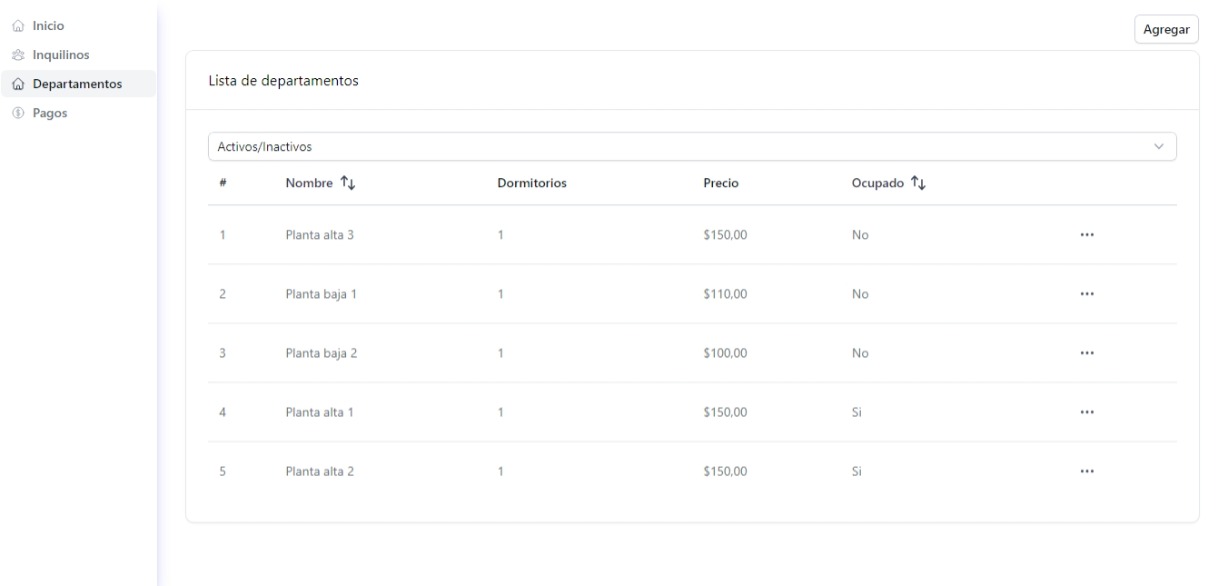 Inicio
Inquilinos
Departamentos
Pagos
Agregar
Lista de departamentos
Activos/Inactivos
# Nombre Dormitorios Precio Ocupado
1 Planta alta 3 1 $150,00 No
2 Planta baja 1 1 $110,00 No
3 Planta baja 2 1 $100,00 No
4 Planta alta 1 1 $150,00 Si
5 Planta alta 2 1 $150,00 Si